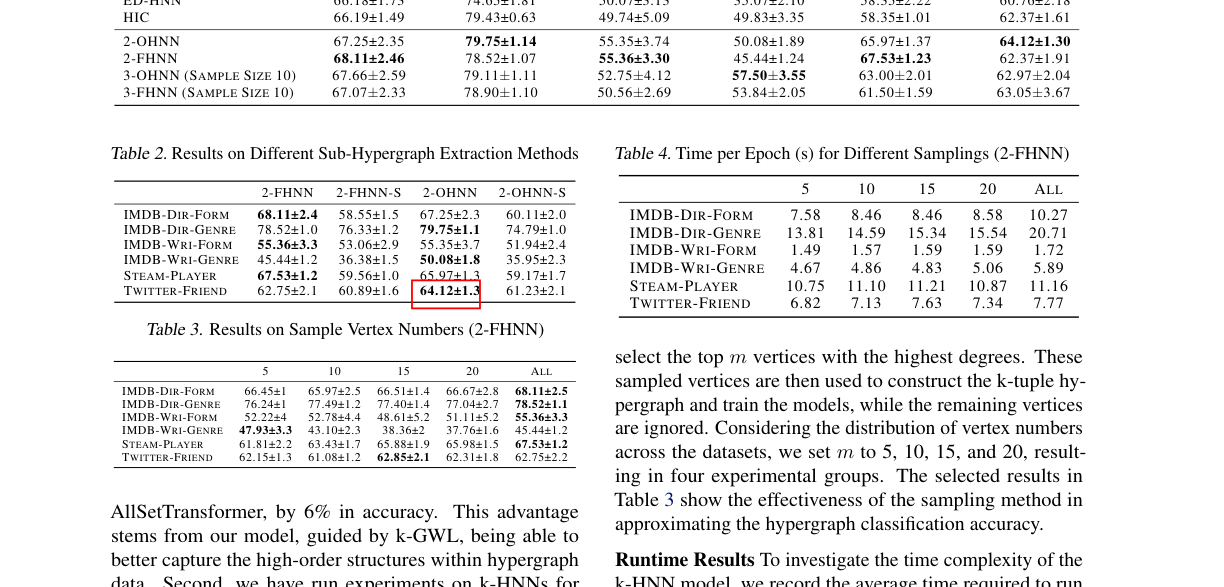 ED-HNN 66.18±1.73 74.65±1.81 50.07±5.13 35.07±2.10 58.35±2.22 60.76±2.18
HIC 66.19±1.49 79.43±0.63 49.74±5.09 49.83±3.35 58.35±1.01 62.37±1.61
2-OHNN 67.25±2.35 79.75±1.14 55.35±3.74 50.08±1.89 65.97±1.37 64.12±1.30
2-FHNN 68.11±2.46 78.52±1.07 55.36±3.30 45.44±1.24 67.53±1.23 62.37±1.91
3-OHNN (SAMPLE SIZE 10) 67.66±2.59 79.11±1.11 52.75±4.12 57.50±3.55 63.00±2.01 62.97±2.04
3-FHNN (SAMPLE SIZE 10) 67.07±2.33 78.90±1.10 50.56±2.69 53.84±2.05 61.50±1.59 63.05±3.67
Table 2. Results on Different Sub-Hypergraph Extraction Methods
2-FHNN 2-FHNN-S 2-OHNN 2-OHNN-S
IMDB-DIR-FORM 68.11±2.4 58.55±1.5 67.25±2.3 60.11±2.0
IMDB-DIR-GENRE 78.52±1.0 76.33±1.2 79.75±1.1 74.79±1.0
IMDB-WRI-FORM 55.36±3.3 53.06±2.9 55.35±3.7 51.94±2.4
IMDB-WRI-GENRE 45.44±1.2 36.38±1.5 50.08±1.8 35.95±2.3
STEAM-PLAYER 67.53±1.2 59.56±1.0 65.97±1.3 59.17±1.7
TWITTER-FRIEND 62.75±2.1 60.89±1.6 64.12±1.3 61.23±2.1
Table 3. Results on Sample Vertex Numbers (2-FHNN)
5 10 15 20 ALL
IMDB-DIR-FORM 66.45±1 65.97±2.5 66.51±1.4 66.67±2.8 68.11±2.5
IMDB-DIR-GENRE 76.24±1 77.49±1.2 77.40±1.4 77.04±2.7 78.52±1.1
IMDB-WRI-FORM 52.22±4 52.78±4.4 48.61±5.2 51.11±5.2 55.36±3.3
IMDB-WRI-GENRE 47.93±3.3 43.10±2.3 38.36±2 37.76±1.6 45.44±1.2
STEAM-PLAYER 61.81±2.2 63.43±1.7 65.88±1.9 65.98±1.5 67.53±1.2
TWITTER-FRIEND 62.15±1.3 61.08±1.2 62.85±2.1 62.31±1.8 62.75±2.2
AllSetTransformer, by 6% in accuracy. This advantage
stems from our model, guided by k-GWL, being able to
better capture the high-order structures within hypergraph
data. Second, we have run experiments on k-HNNs for
Table 4. Time per Epoch (s) for Different Samplings (2-FHNN)
5 10 15 20 ALL
IMDB-DIR-FORM 7.58 8.46 8.46 8.58 10.27
IMDB-DIR-GENRE 13.81 14.59 15.34 15.54 20.71
IMDB-WRI-FORM 1.49 1.57 1.59 1.59 1.72
IMDB-WRI-GENRE 4.67 4.86 4.83 5.06 5.89
STEAM-PLAYER 10.75 11.10 11.21 10.87 11.16
TWITTER-FRIEND 6.82 7.13 7.63 7.34 7.77
select the top m vertices with the highest degrees. These
sampled vertices are then used to construct the k-tuple hy-
pergraph and train the models, while the remaining vertices
are ignored. Considering the distribution of vertex numbers
across the datasets, we set m to 5, 10, 15, and 20, result-
ing in four experimental groups. The selected results in
Table 3 show the effectiveness of the sampling method in
approximating the hypergraph classification accuracy.
Runtime Results To investigate the time complexity of the
k-HNN model, we record the average time required to run